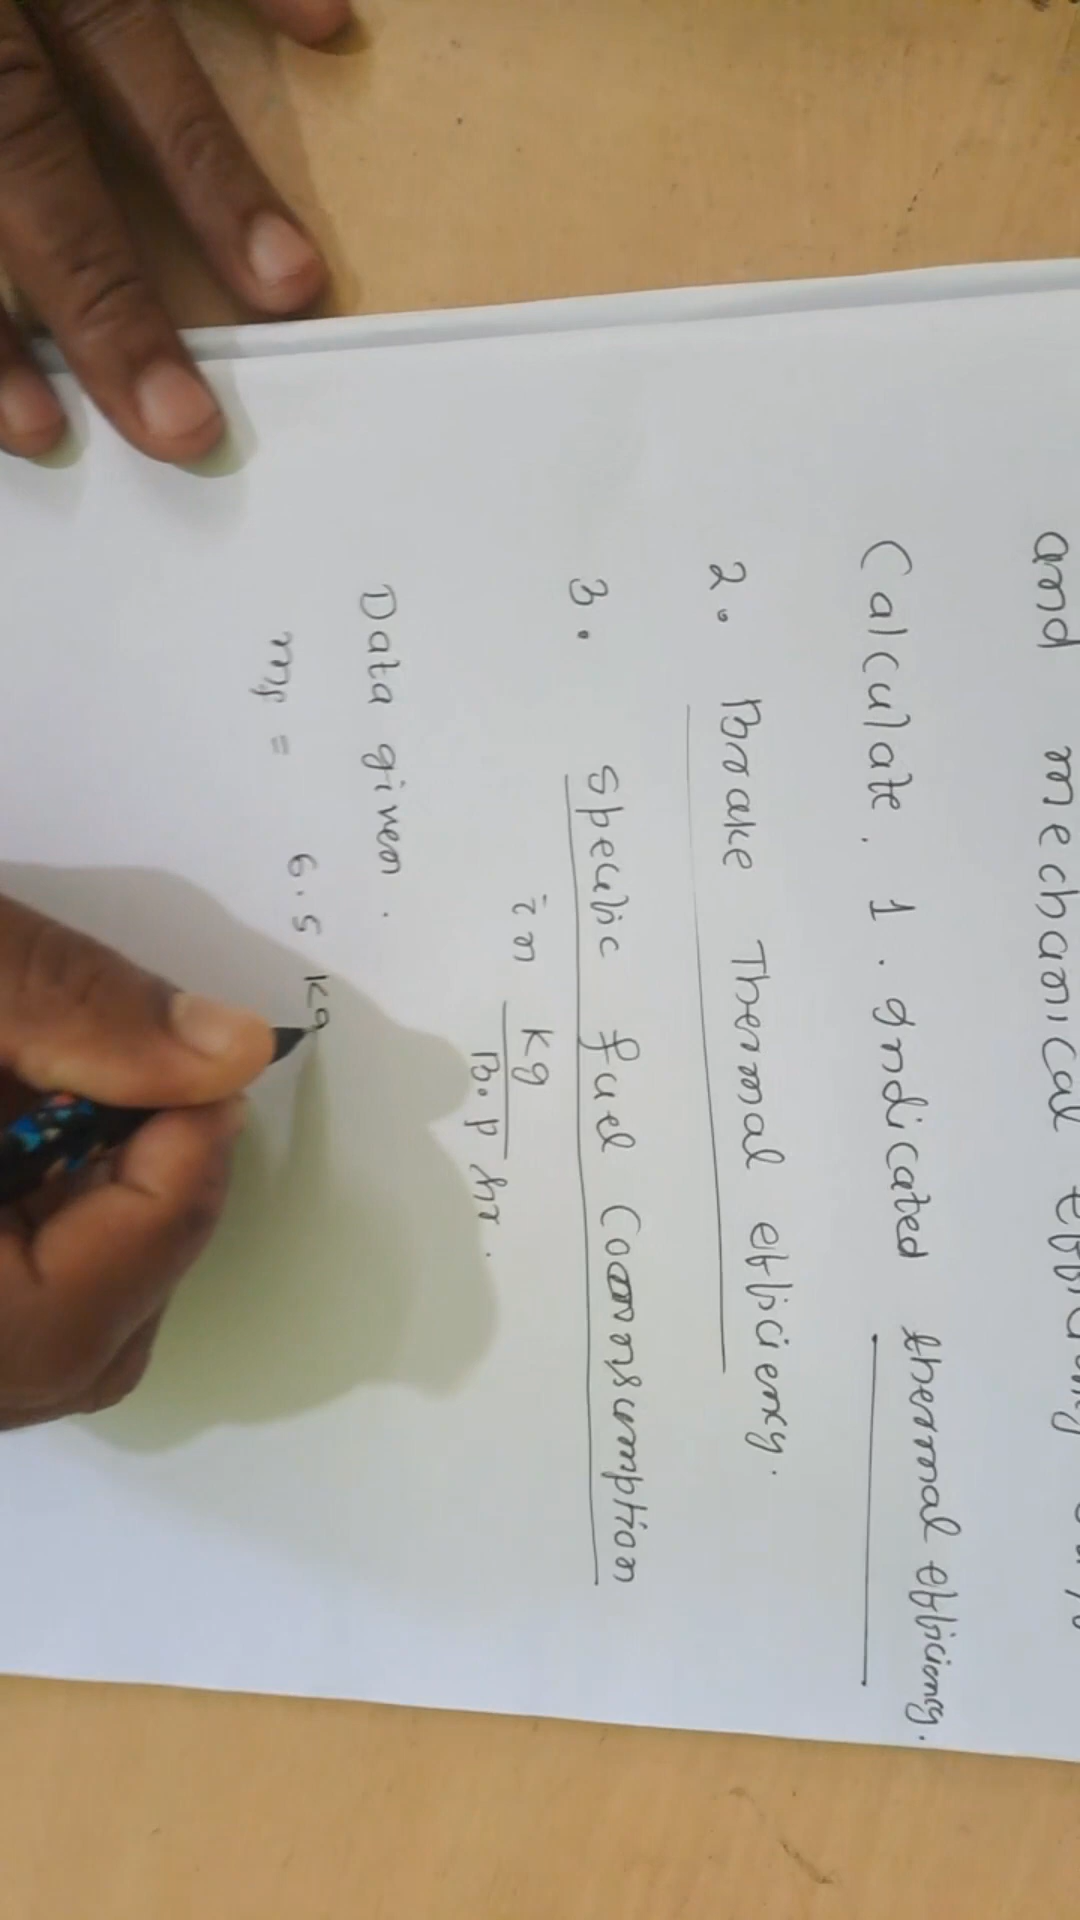 and mechanical
Calculate. 1. Indicated thermal efficiency.
2. Brake Thermal efficiency.
3. Specific fuel Coonnsumption
in Kg
B.P hr.
Data given.
mf = 6.5 Kg